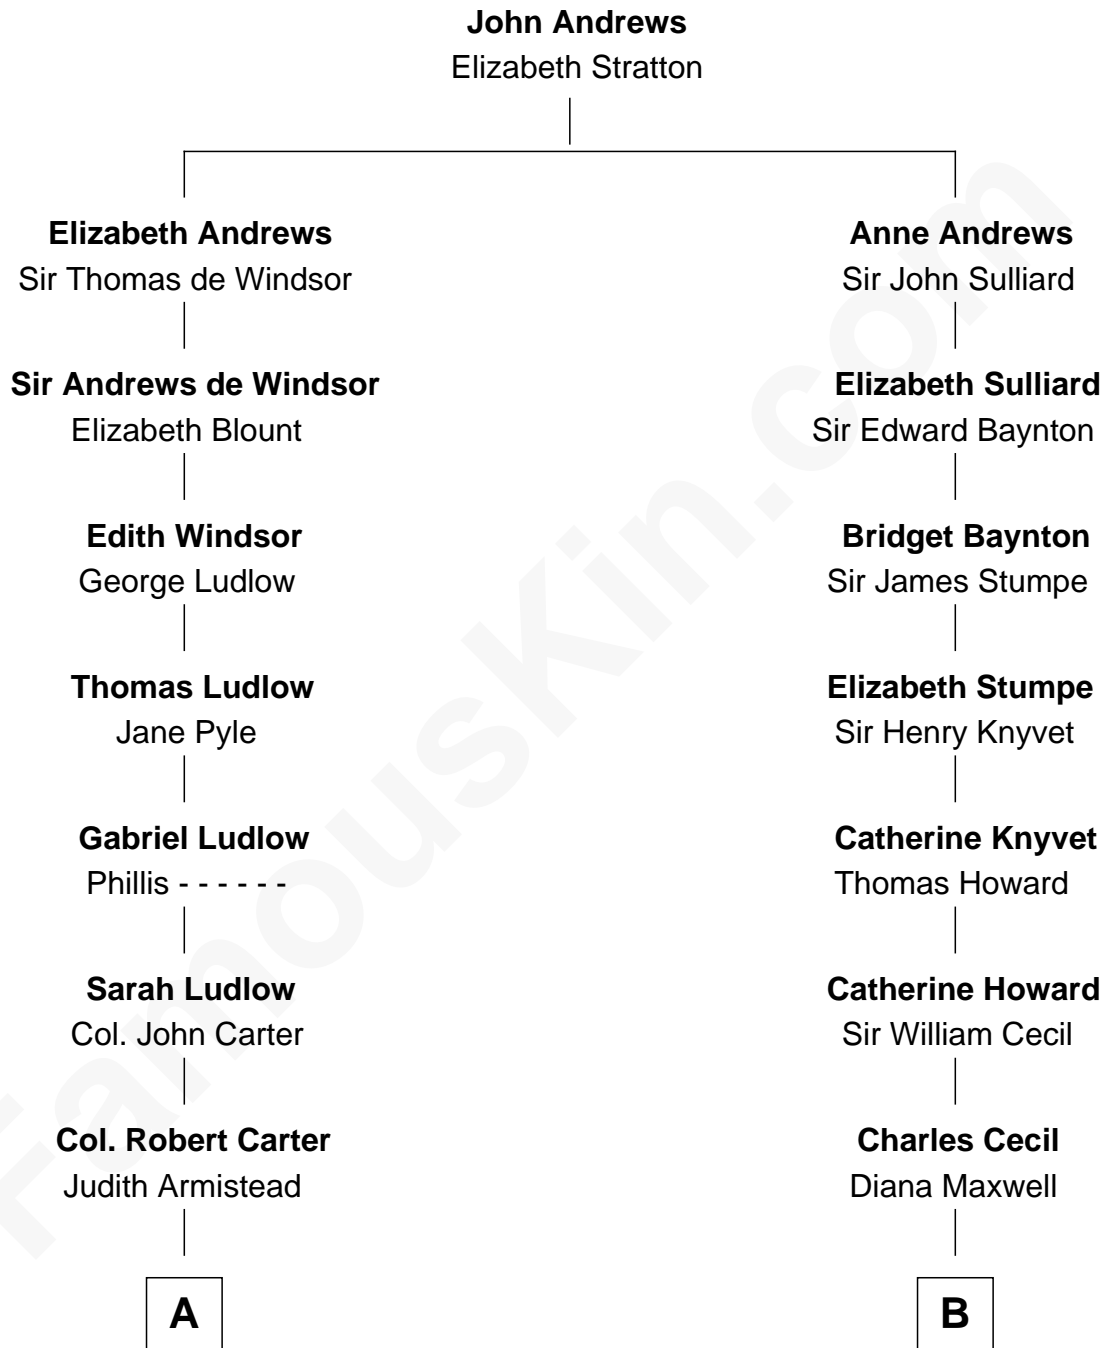 John Andrews
Elizabeth Stratton
Elizabeth Andrews
Sir Thomas de Windsor
Anne Andrews
Sir John Sulliard
Sir Andrews de Windsor
Elizabeth Blount
Elizabeth Sulliard
Sir Edward Baynton
Edith Windsor
George Ludlow
Bridget Baynton
Sir James Stumpe
Thomas Ludlow
Jane Pyle
Elizabeth Stumpe
Sir Henry Knyvet
Gabriel Ludlow
Phillis - - - - - -
Catherine Knyvet
Thomas Howard
Sarah Ludlow
Col. John Carter
Catherine Howard
Sir William Cecil
Col. Robert Carter
Judith Armistead
Charles Cecil
Diana Maxwell
A
B
FamousKin.com